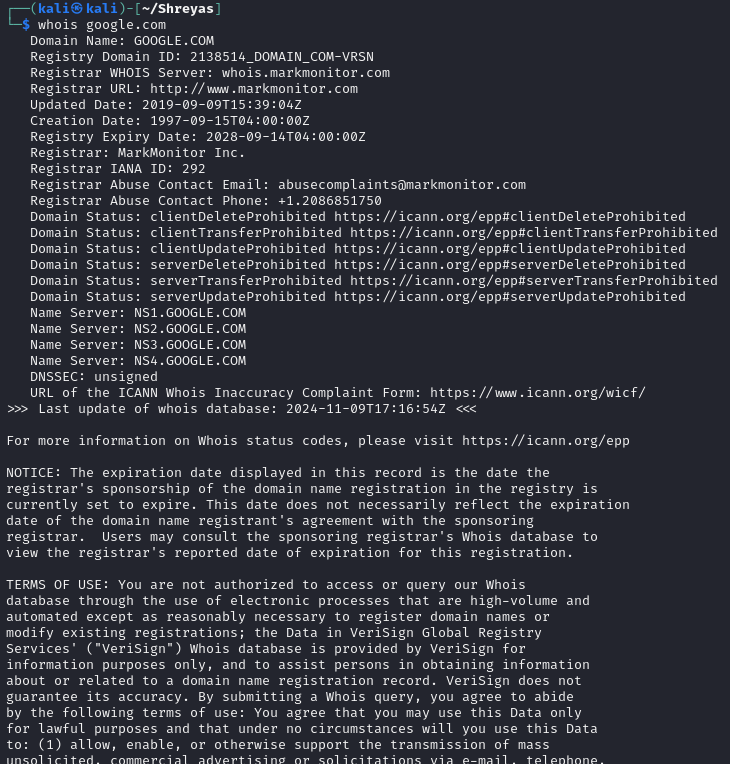 ┌──(kali㉿kali)-[~/Shreyas]
└─$ whois google.com
   Domain Name: GOOGLE.COM
   Registry Domain ID: 2138514_DOMAIN_COM-VRSN
   Registrar WHOIS Server: whois.markmonitor.com
   Registrar URL: http://www.markmonitor.com
   Updated Date: 2019-09-09T15:39:04Z
   Creation Date: 1997-09-15T04:00:00Z
   Registry Expiry Date: 2028-09-14T04:00:00Z
   Registrar: MarkMonitor Inc.
   Registrar IANA ID: 292
   Registrar Abuse Contact Email: abusecomplaints@markmonitor.com
   Registrar Abuse Contact Phone: +1.2086851750
   Domain Status: clientDeleteProhibited https://icann.org/epp#clientDeleteProhibited
   Domain Status: clientTransferProhibited https://icann.org/epp#clientTransferProhibited
   Domain Status: clientUpdateProhibited https://icann.org/epp#clientUpdateProhibited
   Domain Status: serverDeleteProhibited https://icann.org/epp#serverDeleteProhibited
   Domain Status: serverTransferProhibited https://icann.org/epp#serverTransferProhibited
   Domain Status: serverUpdateProhibited https://icann.org/epp#serverUpdateProhibited
   Name Server: NS1.GOOGLE.COM
   Name Server: NS2.GOOGLE.COM
   Name Server: NS3.GOOGLE.COM
   Name Server: NS4.GOOGLE.COM
   DNSSEC: unsigned
   URL of the ICANN Whois Inaccuracy Complaint Form: https://www.icann.org/wicf/
>>> Last update of whois database: 2024-11-09T17:16:54Z <<<

For more information on Whois status codes, please visit https://icann.org/epp

NOTICE: The expiration date displayed in this record is the date the
registrar's sponsorship of the domain name registration in the registry is
currently set to expire. This date does not necessarily reflect the expiration
date of the domain name registrant's agreement with the sponsoring
registrar.  Users may consult the sponsoring registrar's Whois database to
view the registrar's reported date of expiration for this registration.

TERMS OF USE: You are not authorized to access or query our Whois
database through the use of electronic processes that are high-volume and
automated except as reasonably necessary to register domain names or
modify existing registrations; the Data in VeriSign Global Registry
Services' ("VeriSign") Whois database is provided by VeriSign for
information purposes only, and to assist persons in obtaining information
about or related to a domain name registration record. VeriSign does not
guarantee its accuracy. By submitting a Whois query, you agree to abide
by the following terms of use: You agree that you may use this Data only
for lawful purposes and that under no circumstances will you use this Data
to: (1) allow, enable, or otherwise support the transmission of mass
unsolicited, commercial advertising or solicitations via e-mail, telephone,